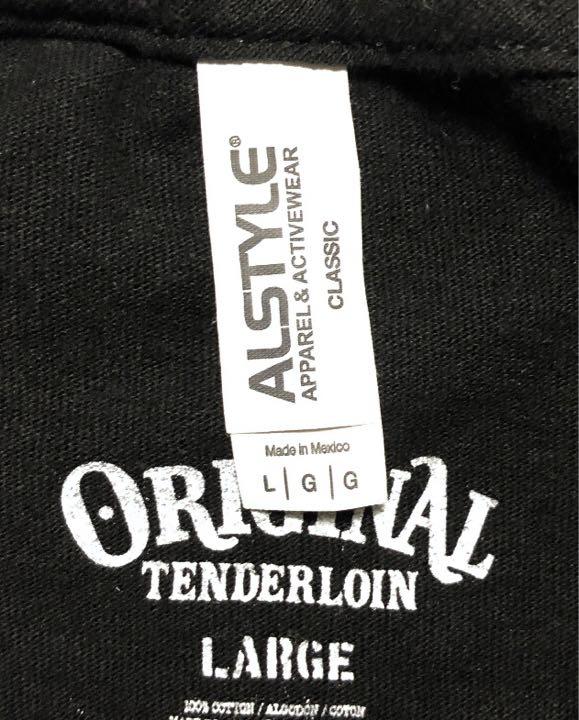 ALSTYLE®
APPAREL & ACTIVEWEAR
CLASSIC
Made in Mexico
L | G | G
ORIGINAL
TENDERLOIN
LARGE
100% COTTON / ALGODÓN / COTON